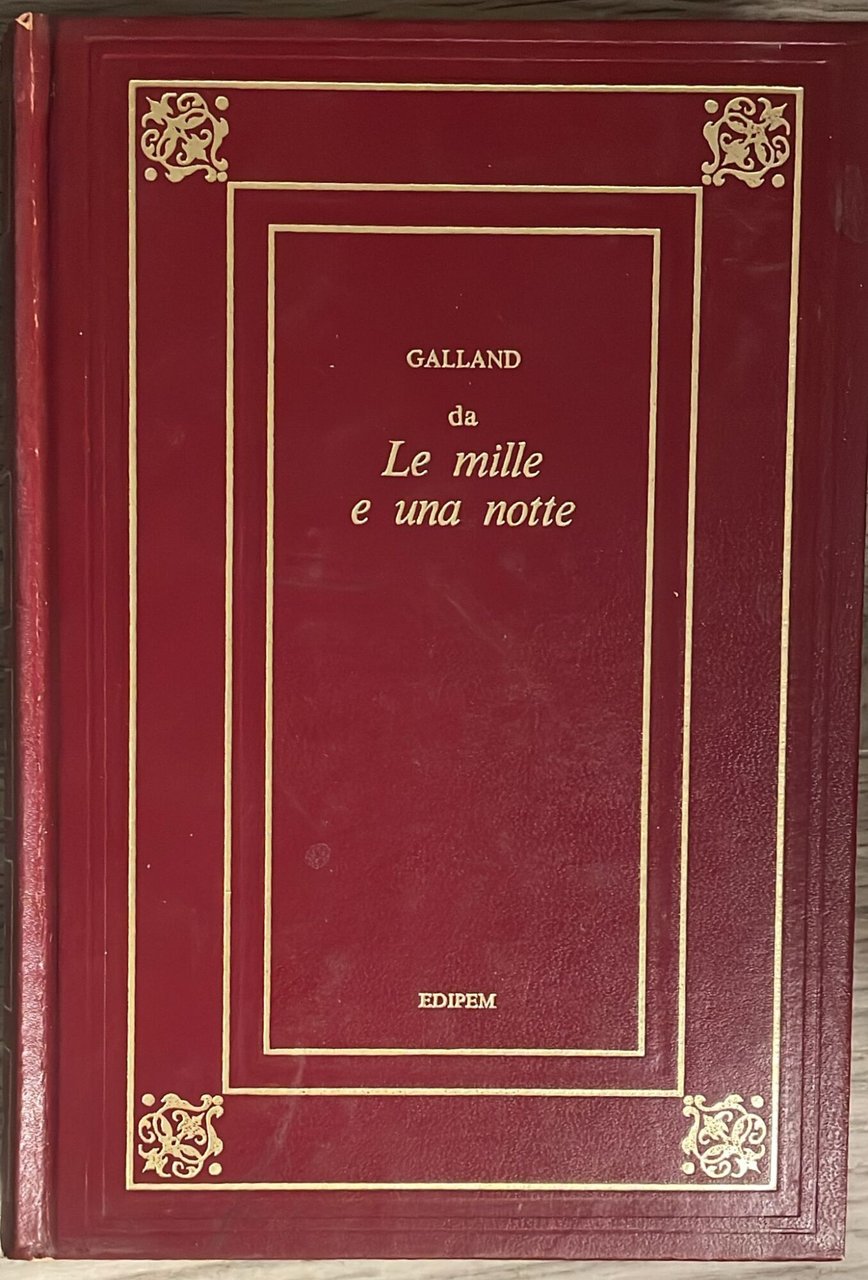 GALLAND
da
Le mille
e una notte
EDIPEM